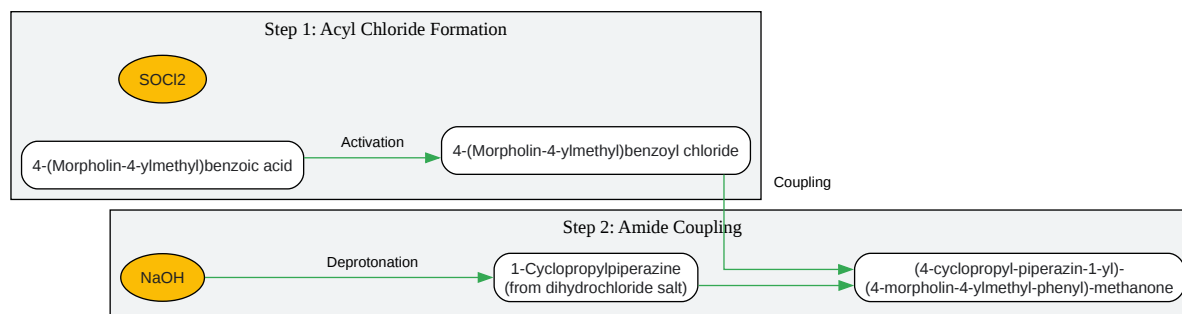 Step 1: Acyl Chloride Formation
SOCl2
4-(Morpholin-4-ylmethyl)benzoic acid
Activation
4-(Morpholin-4-ylmethyl)benzoyl chloride
Coupling
Step 2: Amide Coupling
NaOH
Deprotonation
1-Cyclopropylpiperazine
(from dihydrochloride salt)
(4-cyclopropyl-piperazin-1-yl)-
(4-morpholin-4-ylmethyl-phenyl)-methanone